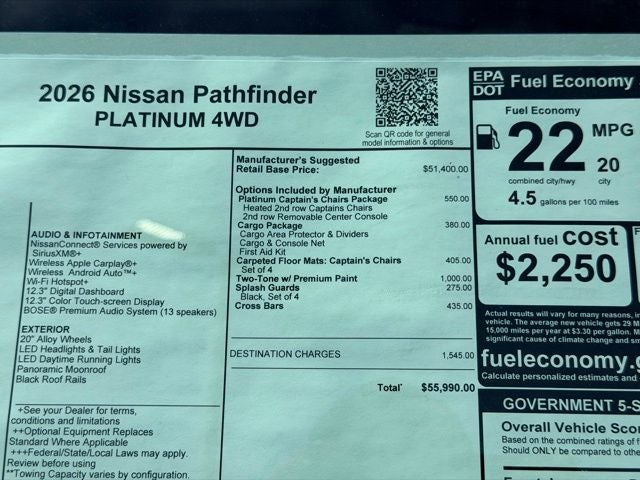 2026 Nissan Pathfinder
PLATINUM 4WD
Scan QR code for general
model information & options
AUDIO & INFOTAINMENT
NissanConnect® Services powered by
SiriusXM®+
Wireless Apple Carplay®+
Wireless Android Auto™+
Wi-Fi Hotspot+
12.3" Digital Dashboard
12.3" Color Touch-screen Display
BOSE® Premium Audio System (13 speakers)
EXTERIOR
20" Alloy Wheels
LED Headlights & Tail Lights
LED Daytime Running Lights
Panoramic Moonroof
Black Roof Rails
+See your Dealer for terms,
conditions and limitations
++Optional Equipment Replaces
Standard Where Applicable
+++Federal/State/Local Laws may apply.
Review before using
**Towing Capacity varies by configuration.
Manufacturer's Suggested
Retail Base Price: $51,400.00
Options Included by Manufacturer
Platinum Captain's Chairs Package 550.00
Heated 2nd row Captains Chairs
2nd row Removable Center Console
Cargo Package 380.00
Cargo Area Protector & Dividers
Cargo & Console Net
First Aid Kit
Carpeted Floor Mats: Captain's Chairs 405.00
Set of 4
Two-Tone w/ Premium Paint 1,000.00
Splash Guards 275.00
Black, Set of 4
Cross Bars 435.00
DESTINATION CHARGES 1,545.00
Total* $55,990.00
EPA
DOT
Fuel Economy
Fuel Economy
22 MPG
20
combined city/hwy city
4.5 gallons per 100 miles
Annual fuel cost
$2,250
Actual results will vary for many reasons, in
vehicle. The average new vehicle gets 29 M
15,000 miles per year at $3.30 per gallon. M
significant cause of climate change and sm
fueleconomy.g
Calculate personalized estimates and
GOVERNMENT 5-S
Overall Vehicle Scor
Based on the combined ratings of f
Should ONLY be compared to othe